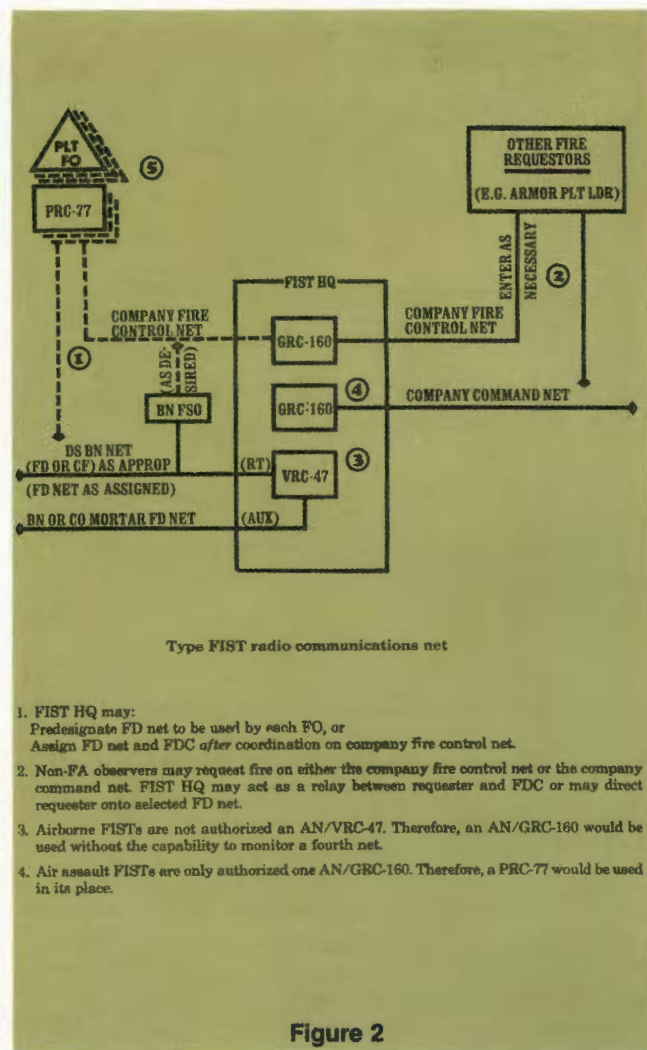 PLT
FO
⑤
PRC-77
OTHER FIRE
REQUESTORS
(E.G. ARMOR PLT LDR)
ENTER AS
NECESSARY
②
FIST HQ
COMPANY FIRE
CONTROL NET
GRC-160
COMPANY FIRE
CONTROL NET
①
(AS DE-
SIRED)
GRC-160
④
COMPANY COMMAND NET
BN FSO
DS BN NET
(FD OR CF) AS APPROP
(RT)
VRC-47
③
(FD NET AS ASSIGNED)
BN OR CO MORTAR FD NET
(AUX)
Type FIST radio communications net
1. FIST HQ may:
Predesignate FD net to be used by each FO, or
Assign FD net and FDC after coordination on company fire control net.
2. Non-FA observers may request fire on either the company fire control net or the company
command net. FIST HQ may act as a relay between requester and FDC or may direct
requester onto selected FD net.
3. Airborne FISTs are not authorized an AN/VRC-47. Therefore, an AN/GRC-160 would be
used without the capability to monitor a fourth net.
4. Air assault FISTs are only authorized one AN/GRC-160. Therefore, a PRC-77 would be used
in its place.
Figure 2